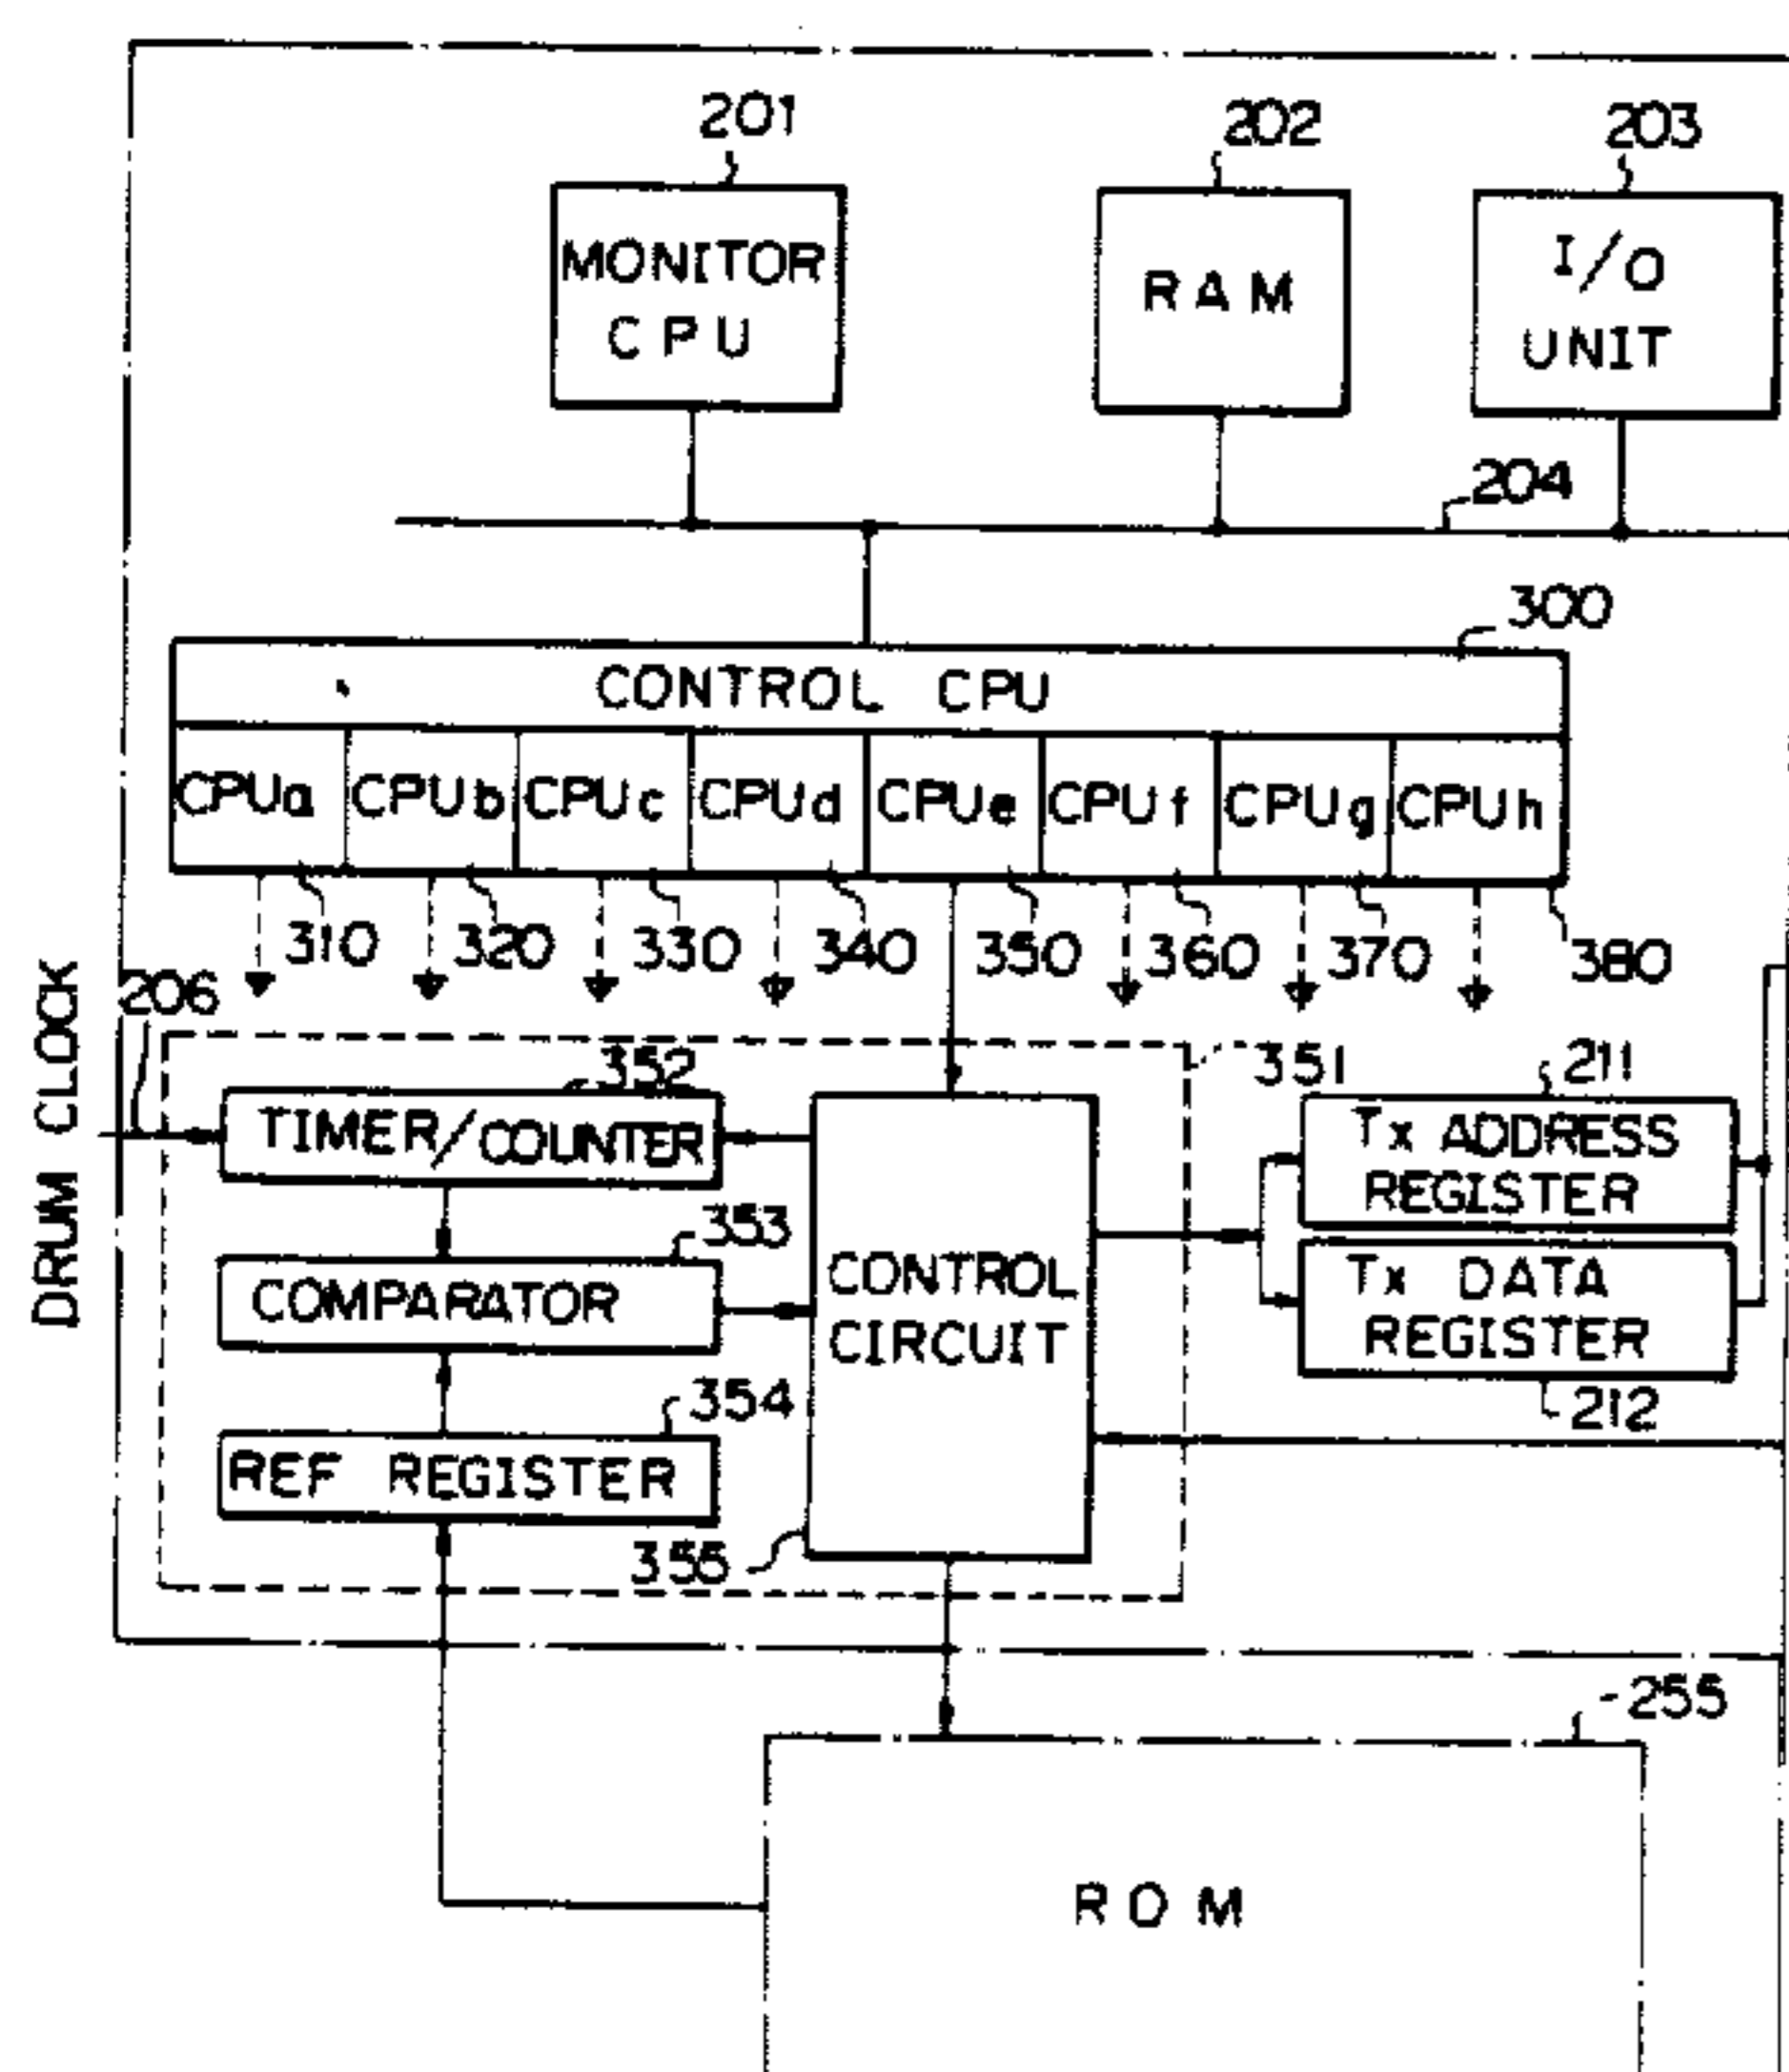 201
202
203
MONITOR
CPU
RAM
I/O
UNIT
204
300
CONTROL CPU
CPUa
CPUb
CPUc
CPUd
CPUe
CPUf
CPUg
CPUh
310
320
330
340
350
360
370
380
DRUM CLOCK
206
352
351
211
TIMER/COUNTER
Tx ADDRESS
REGISTER
353
COMPARATOR
CONTROL
CIRCUIT
Tx DATA
REGISTER
354
212
REF REGISTER
355
255
ROM